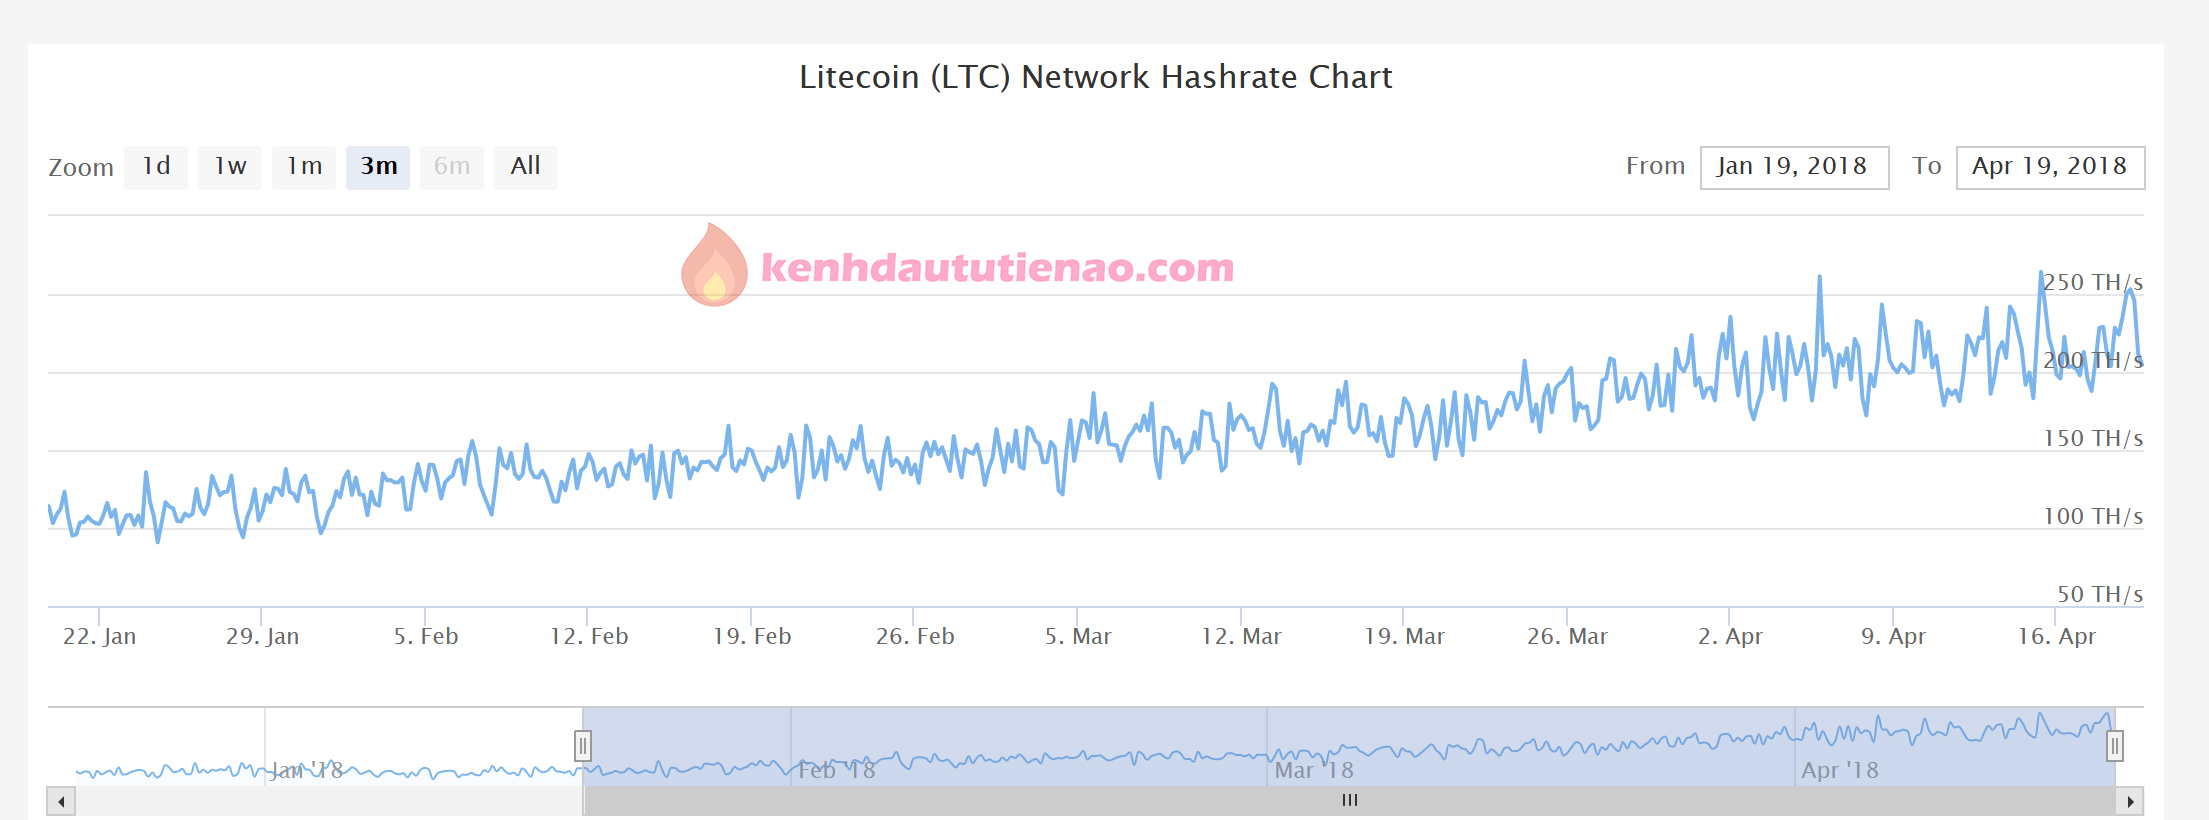 Litecoin (LTC) Network Hashrate Chart
Zoom 1d 1w 1m 3m 6m All From Jan 19, 2018 To Apr 19, 2018
kenhdaututienao.com
250 TH/s
200 TH/s
150 TH/s
100 TH/s
50 TH/s
22. Jan 29. Jan 5. Feb 12. Feb 19. Feb 26. Feb 5. Mar 12. Mar 19. Mar 26. Mar 2. Apr 9. Apr 16. Apr
Jan '18 Feb '18 Mar '18 Apr '18